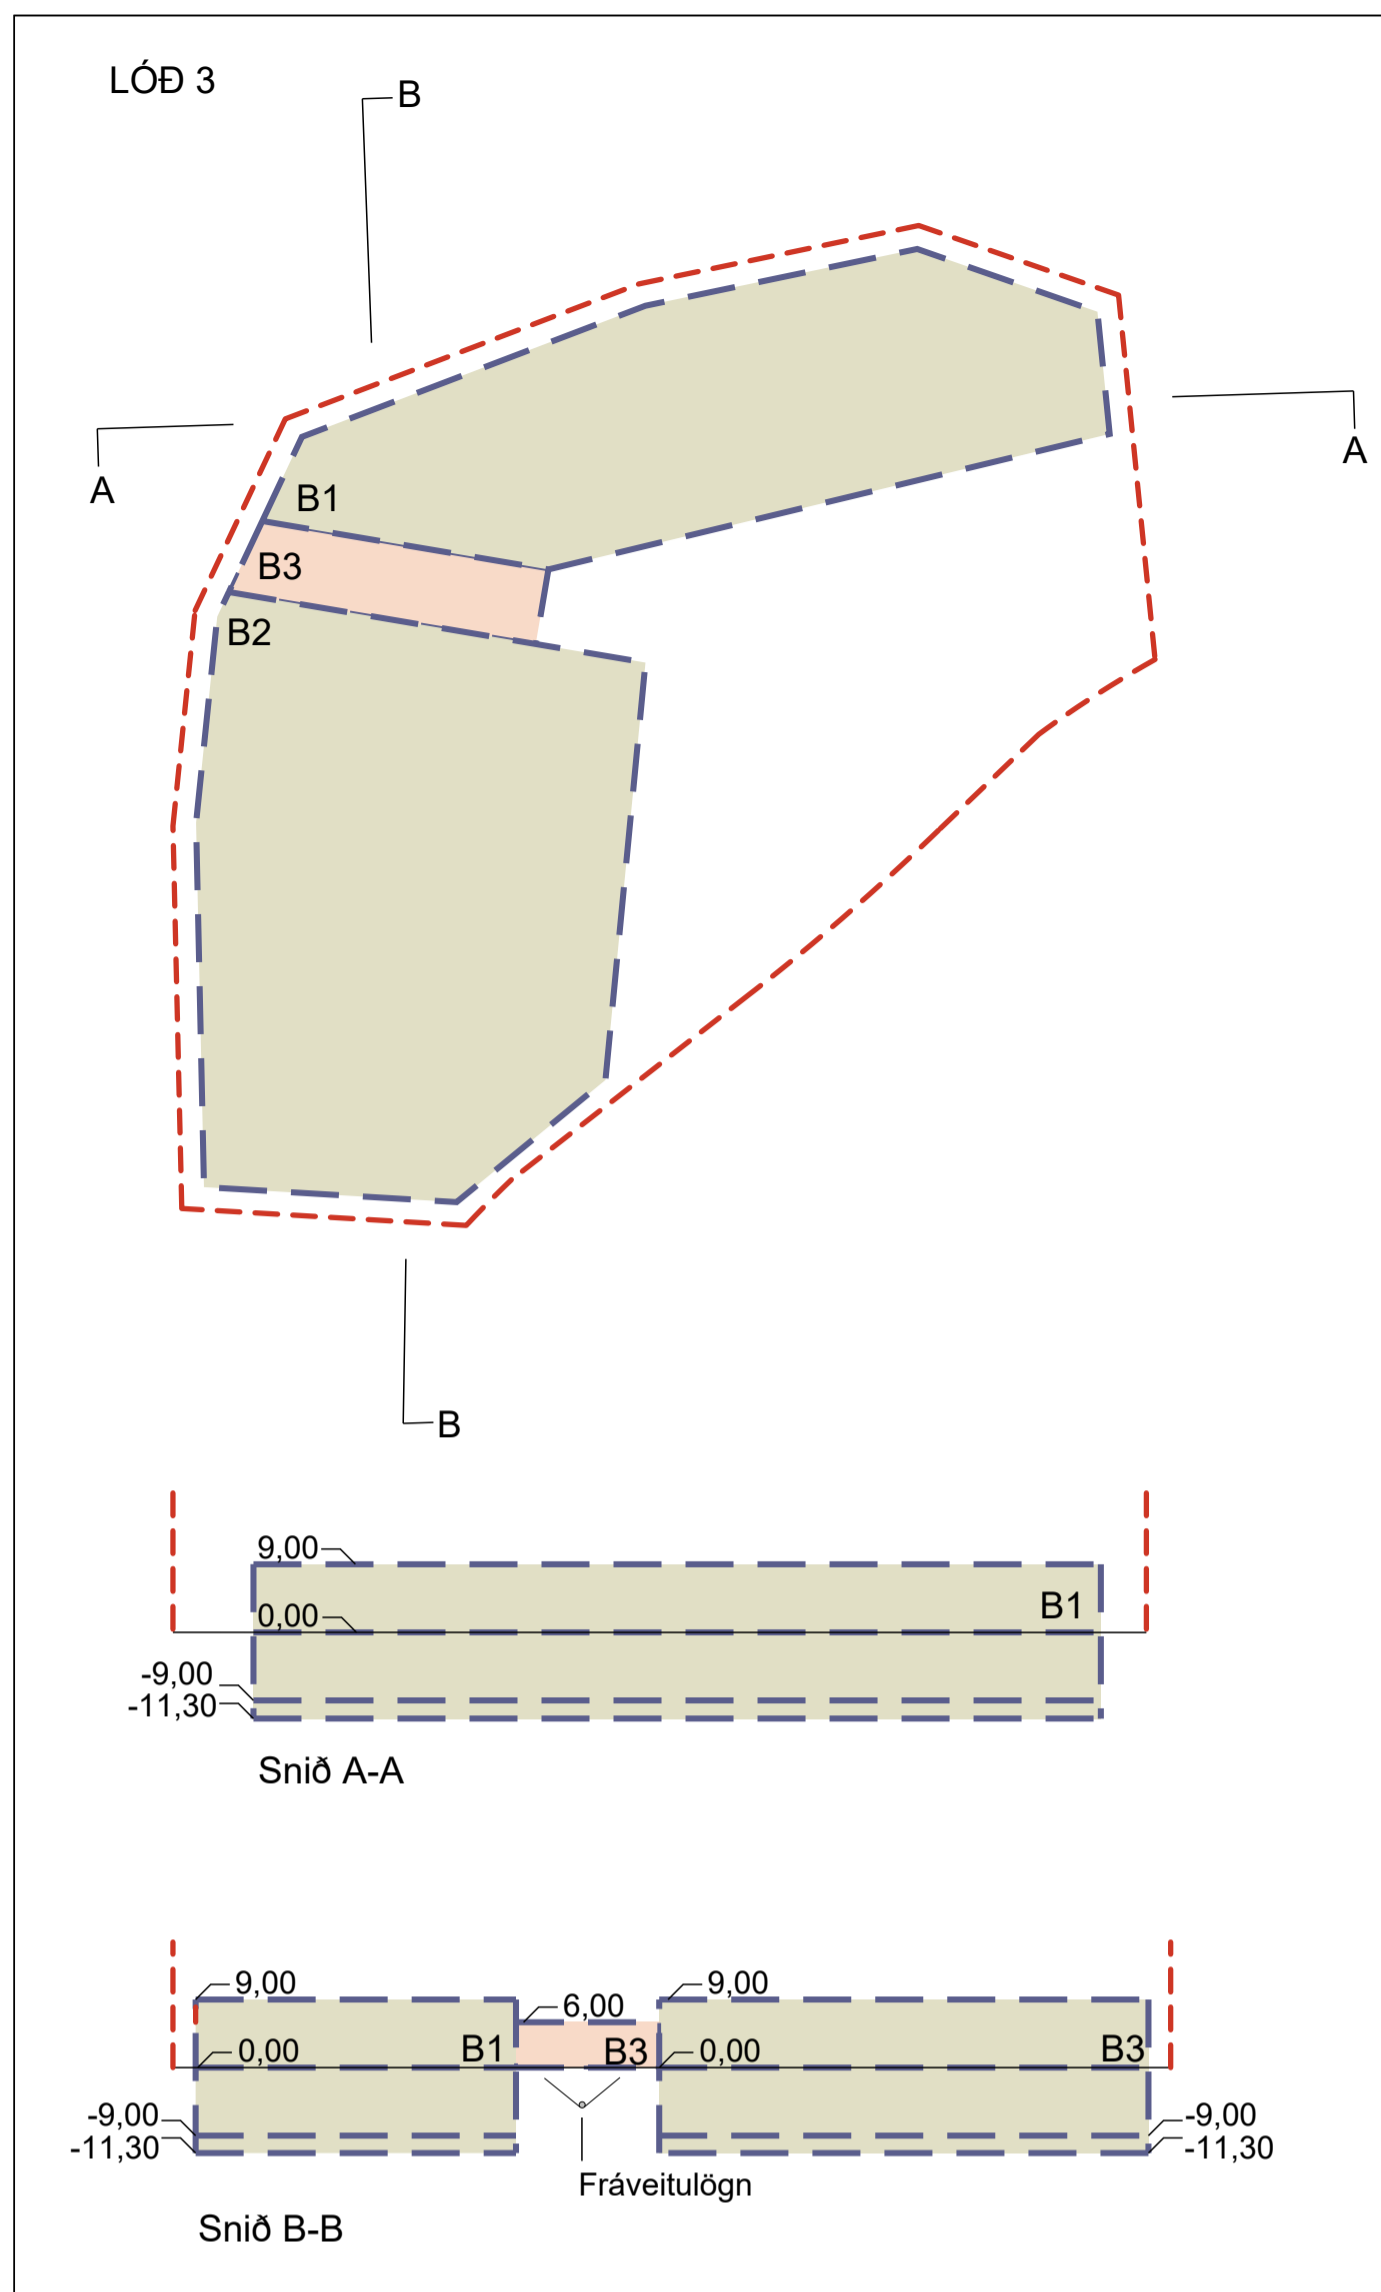 LÓÐ 3
B
A
A
B1
B3
B2
B
9,00
0,00
B1
-9,00
-11,30
Snið A-A
9,00
6,00
9,00
0,00
B1
B3
0,00
B3
-9,00
-11,30
-9,00
-11,30
Fráveitulögn
Snið B-B